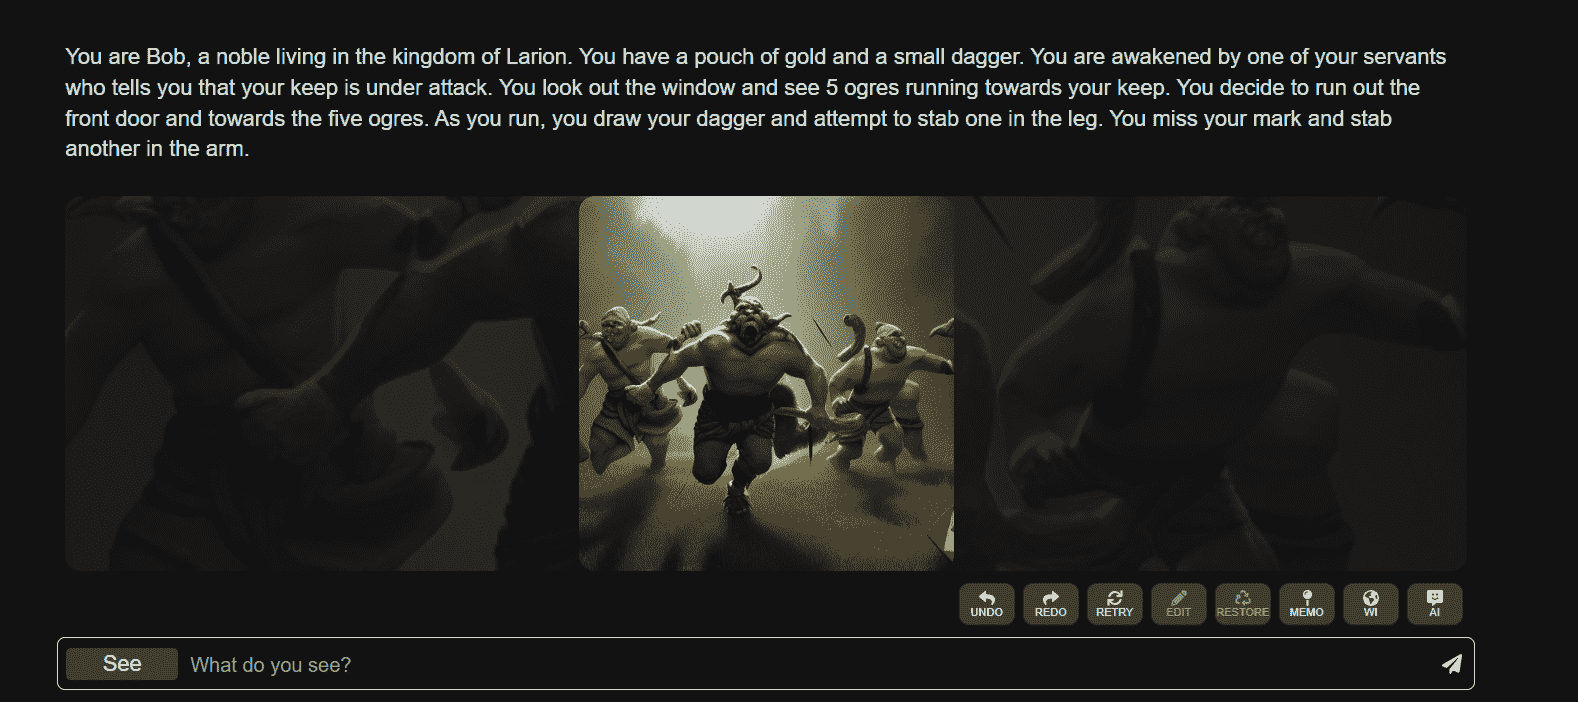 You are Bob, a noble living in the kingdom of Larion. You have a pouch of gold and a small dagger. You are awakened by one of your servants
who tells you that your keep is under attack. You look out the window and see 5 ogres running towards your keep. You decide to run out the
front door and towards the five ogres. As you run, you draw your dagger and attempt to stab one in the leg. You miss your mark and stab
another in the arm.
UNDO REDO RETRY EDIT RESTORE MEMO WI AI
See What do you see?